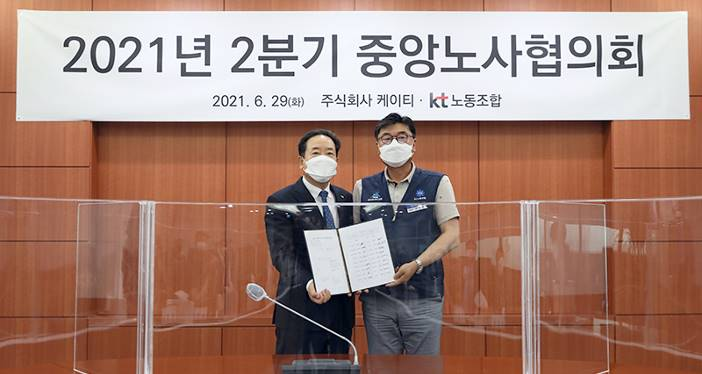 2021년 2분기 중앙노사협의회
2021. 6. 29(화) 주식회사 케이티 · kt 노동조합